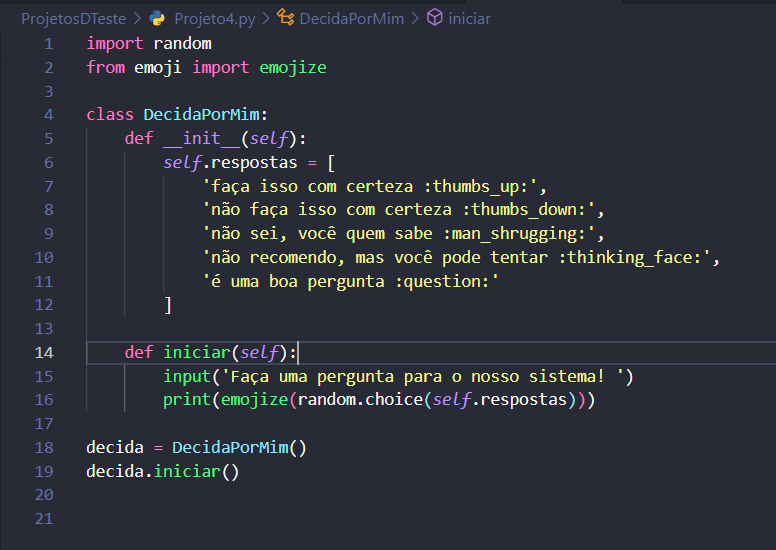 ProjetosDTeste > Projeto4.py > DecidaPorMim > iniciar
1 import random
2 from emoji import emojize
3
4 class DecidaPorMim:
5     def __init__(self):
6         self.respostas = [
7             'faça isso com certeza :thumbs_up:',
8             'não faça isso com certeza :thumbs_down:',
9             'não sei, você quem sabe :man_shrugging:',
10             'não recomendo, mas você pode tentar :thinking_face:',
11             'é uma boa pergunta :question:'
12         ]
13
14     def iniciar(self):
15         input('Faça uma pergunta para o nosso sistema! ')
16         print(emojize(random.choice(self.respostas)))
17
18 decida = DecidaPorMim()
19 decida.iniciar()
20
21